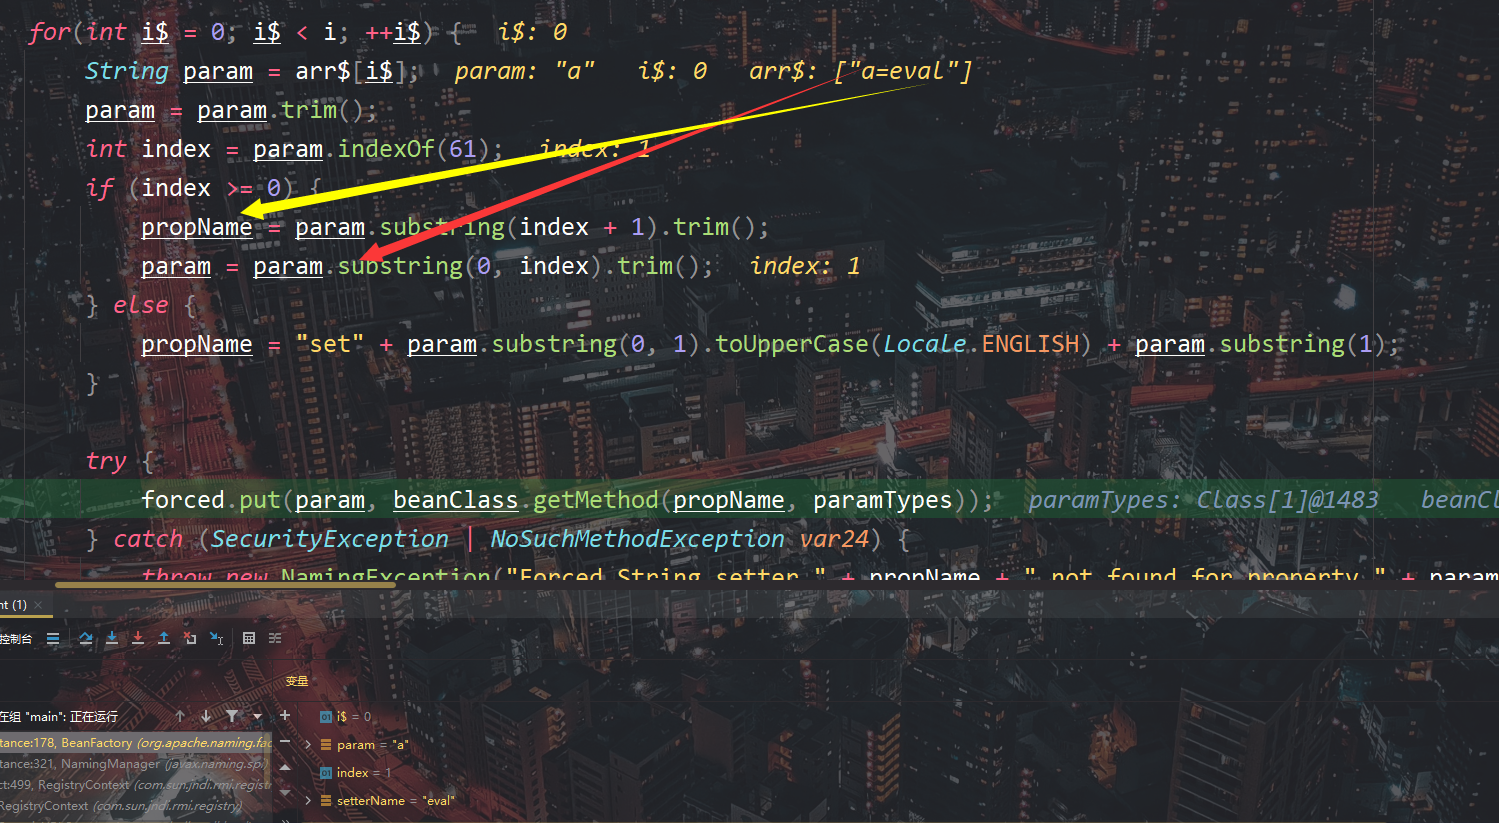 for(int i$ = 0; i$ < i; ++i$) {   i$: 0
String param = arr$[i$];   param: "a"   i$: 0   arr$: ["a=eval"]
param = param.trim();
int index = param.indexOf(61);   index: 1
if (index >= 0) {
propName = param.substring(index + 1).trim();
param = param.substring(0, index).trim();   index: 1
} else {
propName = "set" + param.substring(0, 1).toUpperCase(Locale.ENGLISH) + param.substring(1);
}
try {
forced.put(param, beanClass.getMethod(propName, paramTypes));   paramTypes: Class[1]@1483   beanCl
} catch (SecurityException | NoSuchMethodException var24) {
throw new NamingException("Forced String setter " + propName + " not found for property " + param
nt (1) ×
控制台
变量
在组 "main": 正在运行
i$ = 0
tance:178, BeanFactory (org.apache.naming.fac
param = "a"
tance:321, NamingManager (javax.naming.spi)
index = 1
ct:499, RegistryContext (com.sun.jndi.rmi.registr
setterName = "eval"
RegistryContext (com.sun.jndi.rmi.registry)